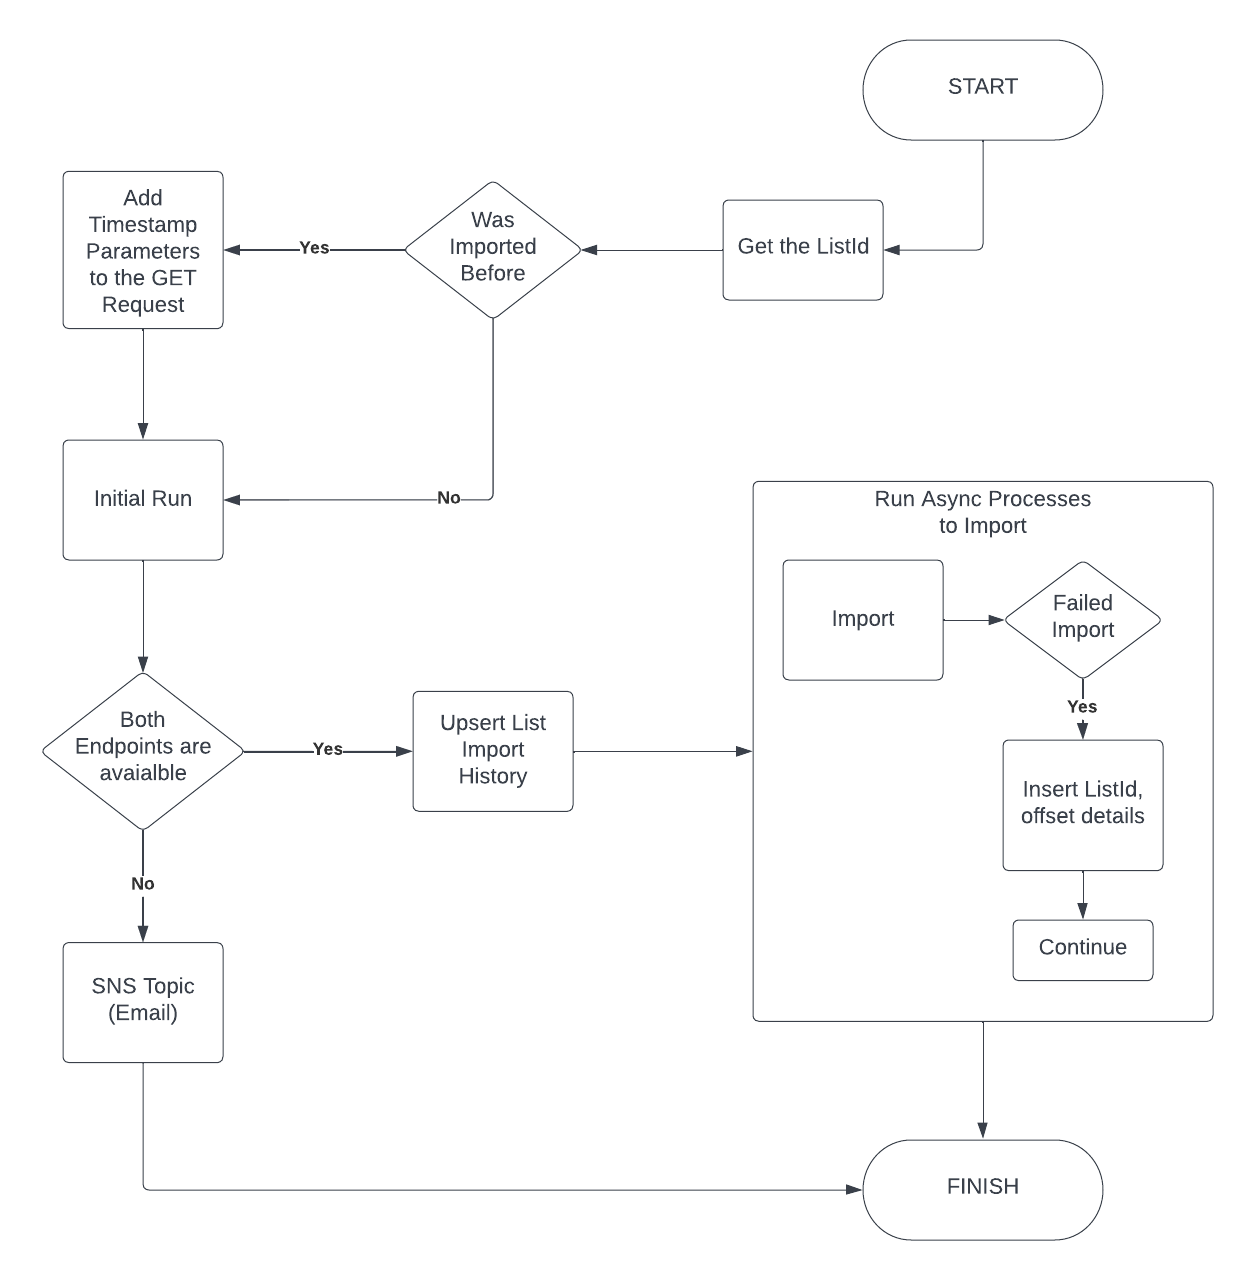 START
Get the ListId
Was
Imported
Before
Yes
Add
Timestamp
Parameters
to the GET
Request
No
Initial Run
Both
Endpoints are
avaialble
Yes
Upsert List
Import
History
Run Async Processes
to Import
Import
Failed
Import
Yes
Insert ListId,
offset details
Continue
No
SNS Topic
(Email)
FINISH